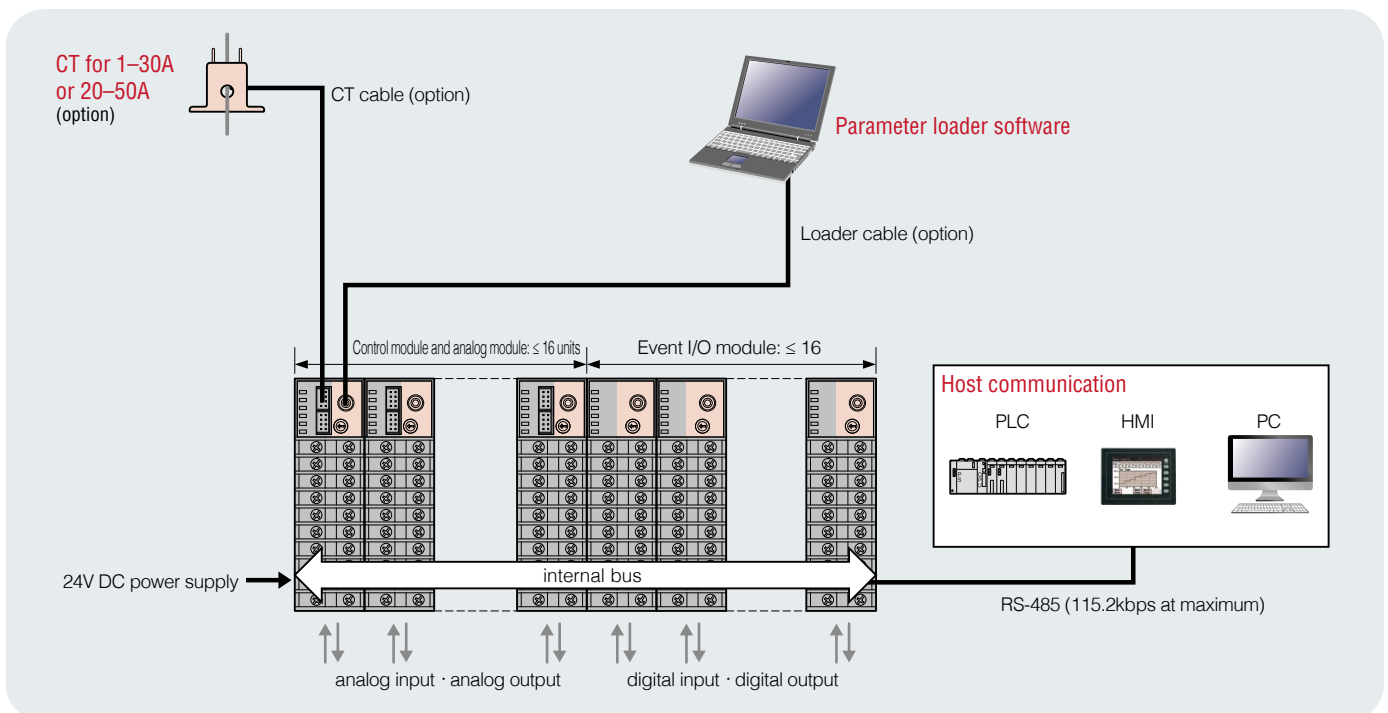 CT for 1–30A
or 20–50A
(option)
CT cable (option)
Parameter loader software
Loader cable (option)
Control module and analog module: ≤ 16 units
Event I/O module: ≤ 16
Host communication
PLC
HMI
PC
24V DC power supply
internal bus
RS-485 (115.2kbps at maximum)
analog input · analog output
digital input · digital output